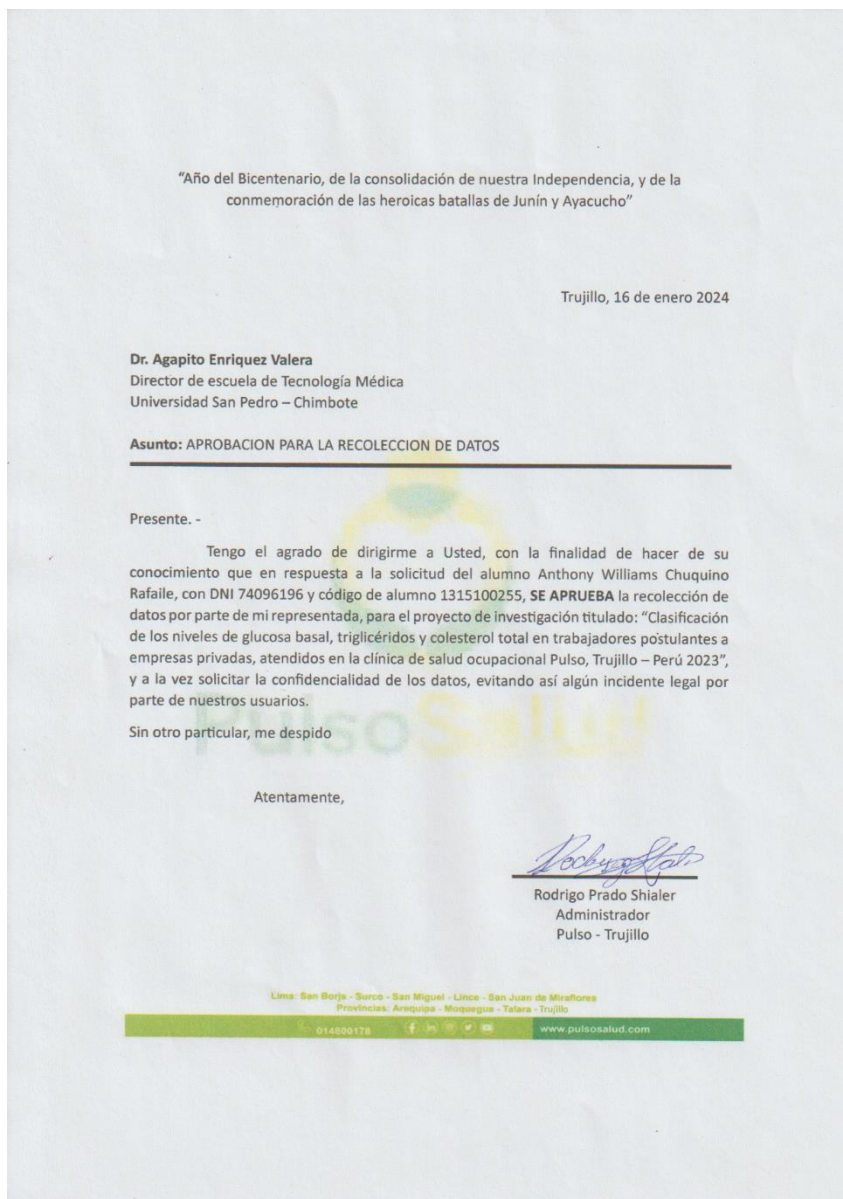 “Año del Bicentenario, de la consolidación de nuestra Independencia, y de la
conmemoración de las heroicas batallas de Junín y Ayacucho”
Trujillo, 16 de enero 2024
Dr. Agapito Enriquez Valera
Director de escuela de Tecnología Médica
Universidad San Pedro – Chimbote
Asunto: APROBACION PARA LA RECOLECCION DE DATOS
Presente. -
Tengo el agrado de dirigirme a Usted, con la finalidad de hacer de su
conocimiento que en respuesta a la solicitud del alumno Anthony Williams Chuquino
Rafaile, con DNI 74096196 y código de alumno 1315100255, SE APRUEBA la recolección de
datos por parte de mi representada, para el proyecto de investigación titulado: “Clasificación
de los niveles de glucosa basal, triglicéridos y colesterol total en trabajadores postulantes a
empresas privadas, atendidos en la clínica de salud ocupacional Pulso, Trujillo – Perú 2023”,
y a la vez solicitar la confidencialidad de los datos, evitando así algún incidente legal por
parte de nuestros usuarios.
PulsoSalud
Sin otro particular, me despido
Atentamente,
Rodrigo Prado Shialer
Administrador
Pulso - Trujillo
Lima: San Borja - Surco - San Miguel - Lince - San Juan de Miraflores
Provincias: Arequipa - Moquegua - Talara - Trujillo
014800178
www.pulsosalud.com